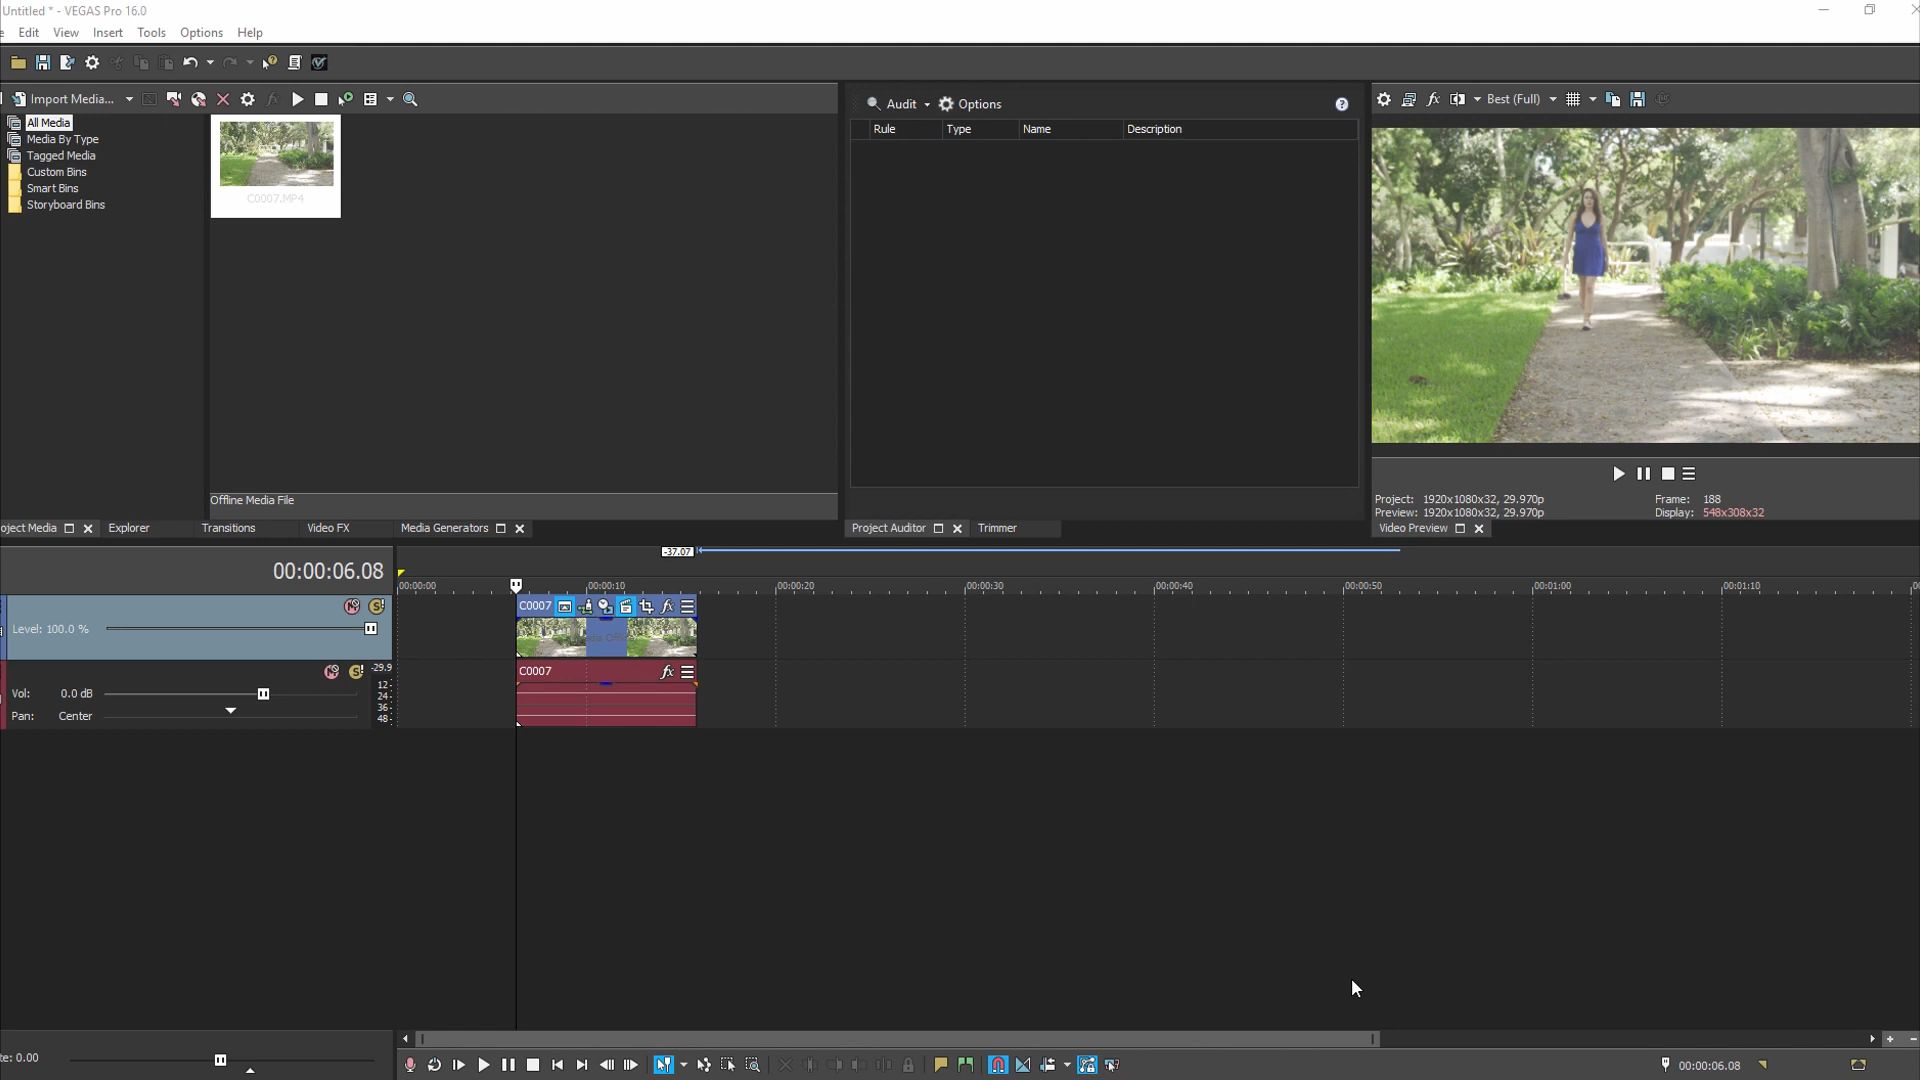 Untitled * - VEGAS Pro 16.0
Edit View Insert Tools Options Help
Import Media...
Audit Options
Best (Full)
All Media
Media By Type
Tagged Media
Custom Bins
Smart Bins
Storyboard Bins
C0007.MP4
Rule Type Name Description
Offline Media File
Project: 1920x1080x32, 29.970p
Preview: 1920x1080x32, 29.970p
Frame: 188
Display: 548x308x32
oject Media Explorer Transitions Video FX Media Generators
Project Auditor Trimmer
Video Preview
-37.07
00:00:06.08
00:00:00 00:00:10 00:00:20 00:00:30 00:00:40 00:00:50 00:01:00 00:01:10
C0007
Level: 100.0 %
C0007
-29.9
12
24
36
48
Vol: 0.0 dB
Pan: Center
te: 0.00
00:00:06.08